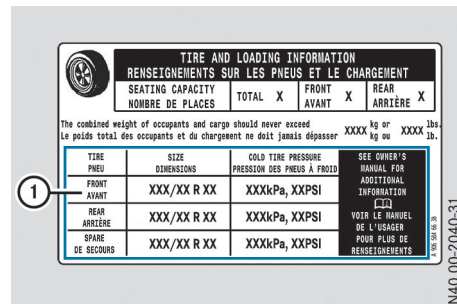 TIRE AND LOADING INFORMATION
RENSEIGNEMENTS SUR LES PNEUS ET LE CHARGEMENT
SEATING CAPACITY
NOMBRE DE PLACES
TOTAL X
FRONT
AVANT
X
REAR
ARRIÈRE
X
The combined weight of occupants and cargo should never exceed XXXX kg or XXXX lbs.
Le poids total des occupants et du chargement ne doit jamais dépasser kg ou lb.
TIRE
PNEU
SIZE
DIMENSIONS
COLD TIRE PRESSURE
PRESSION DES PNEUS À FROID
SEE OWNER'S
MANUAL FOR
ADDITIONAL
INFORMATION
VOIR LE MANUEL
DE L'USAGER
POUR PLUS DE
RENSEIGNEMENTS
1
FRONT
AVANT
XXX/XX R XX
XXXkPa, XXPSI
REAR
ARRIÈRE
XXX/XX R XX
XXXkPa, XXPSI
SPARE
DE SECOURS
XXX/XX R XX
XXXkPa, XXPSI
A 906 584 66 38
N40.00-2040-31